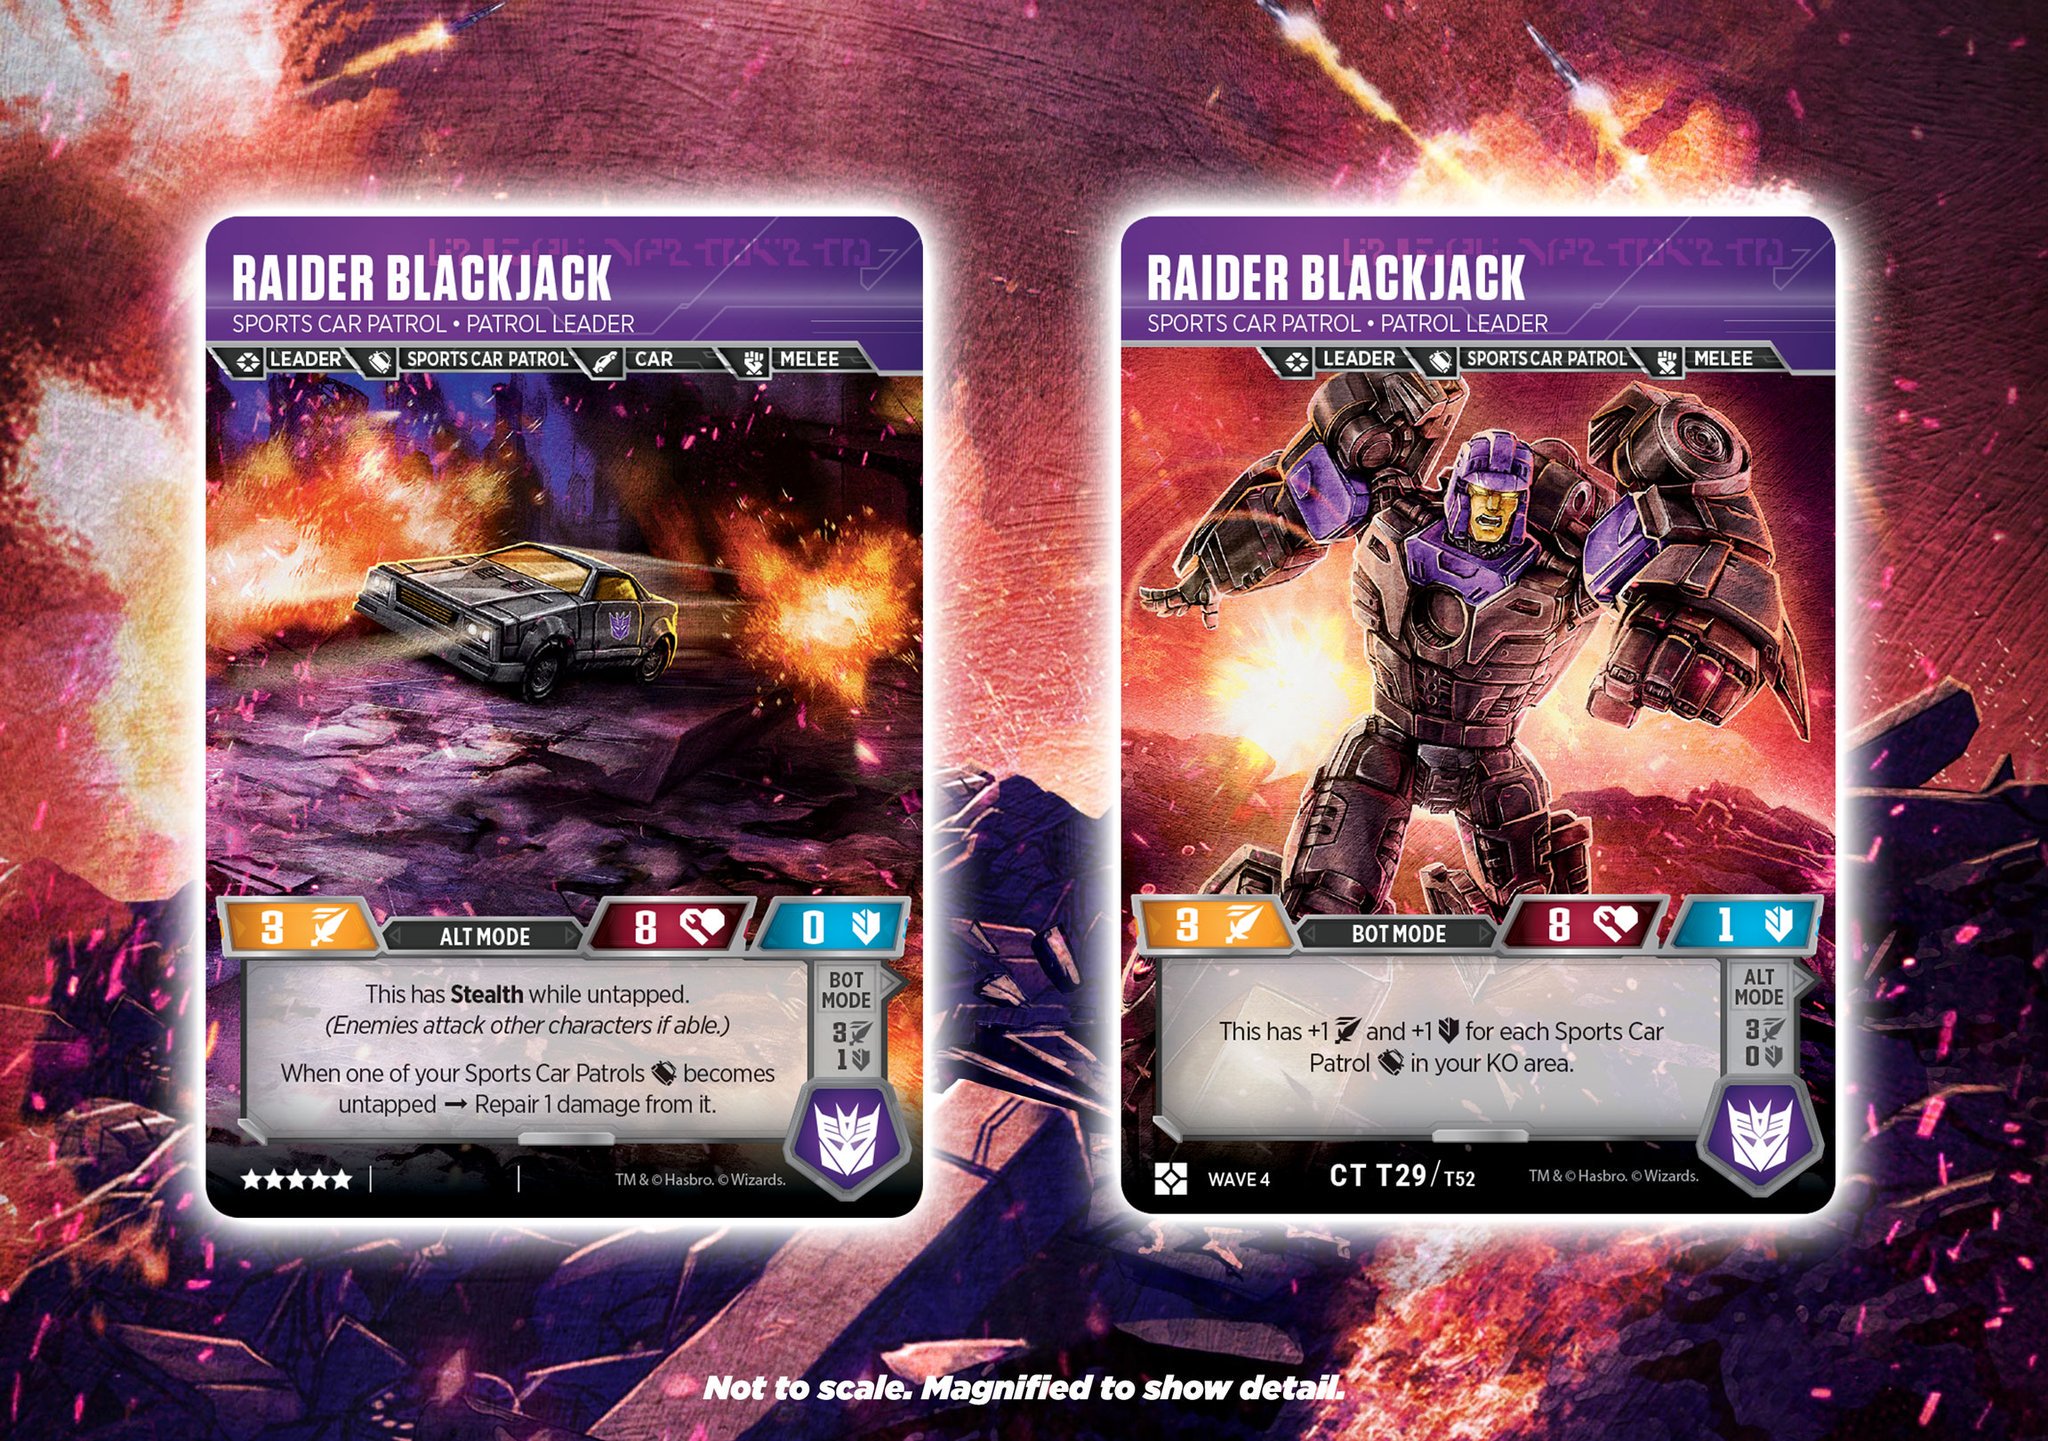 RAIDER BLACKJACK
SPORTS CAR PATROL • PATROL LEADER
LEADER SPORTS CAR PATROL CAR MELEE
3 ALT MODE 8 0
This has Stealth while untapped.
(Enemies attack other characters if able.)
When one of your Sports Car Patrols becomes
untapped → Repair 1 damage from it.
BOT
MODE
3
1
TM & © Hasbro. © Wizards.
RAIDER BLACKJACK
SPORTS CAR PATROL • PATROL LEADER
LEADER SPORTS CAR PATROL MELEE
3 BOT MODE 8 1
This has +1 and +1 for each Sports Car
Patrol in your KO area.
ALT
MODE
3
0
WAVE 4 CT T29/T52 TM & © Hasbro. © Wizards.
Not to scale. Magnified to show detail.